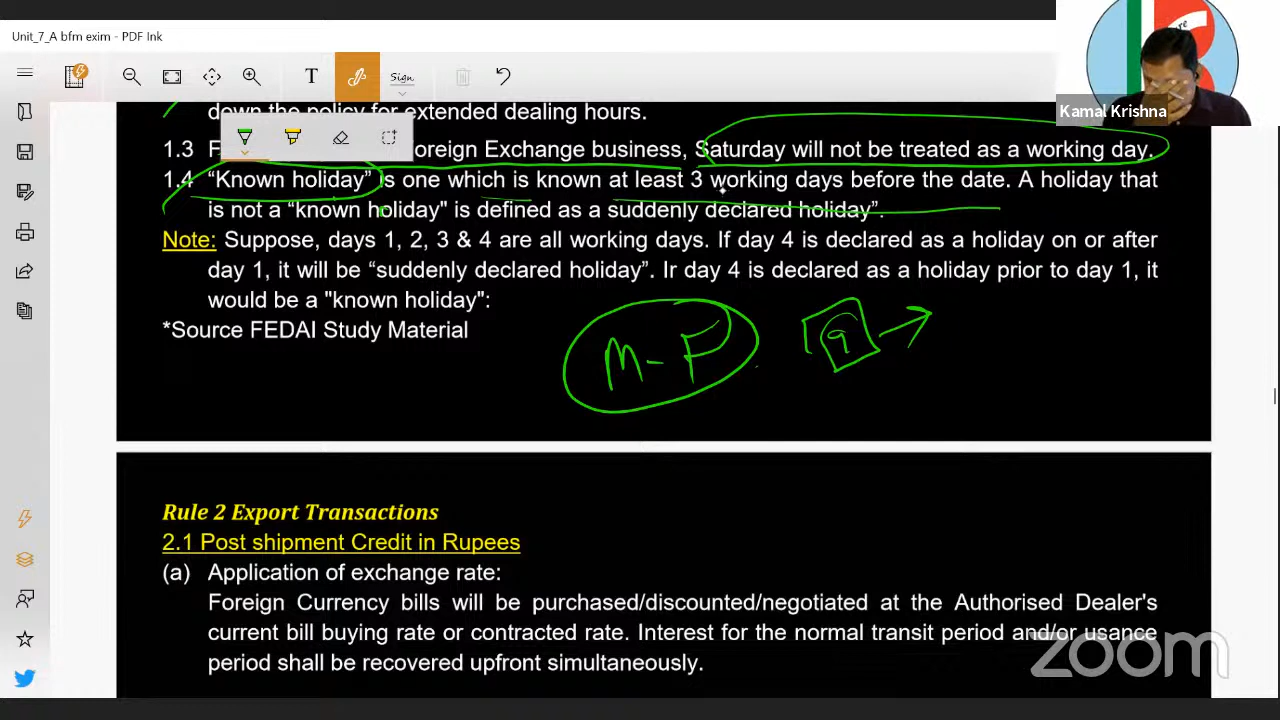 Unit_7_A bfm exim - PDF Ink
T
Sign
Kamal Krishna
down the policy for extended dealing hours.
1.3 F oreign Exchange business, Saturday will not be treated as a working day.
1.4 “Known holiday” is one which is known at least 3 working days before the date. A holiday that
is not a “known holiday" is defined as a suddenly declared holiday”.
Note: Suppose, days 1, 2, 3 & 4 are all working days. If day 4 is declared as a holiday on or after
day 1, it will be “suddenly declared holiday”. Ir day 4 is declared as a holiday prior to day 1, it
would be a "known holiday":
*Source FEDAI Study Material
M - F 9
Rule 2 Export Transactions
2.1 Post shipment Credit in Rupees
(a) Application of exchange rate:
Foreign Currency bills will be purchased/discounted/negotiated at the Authorised Dealer's
current bill buying rate or contracted rate. Interest for the normal transit period and/or usance
period shall be recovered upfront simultaneously.
zoom